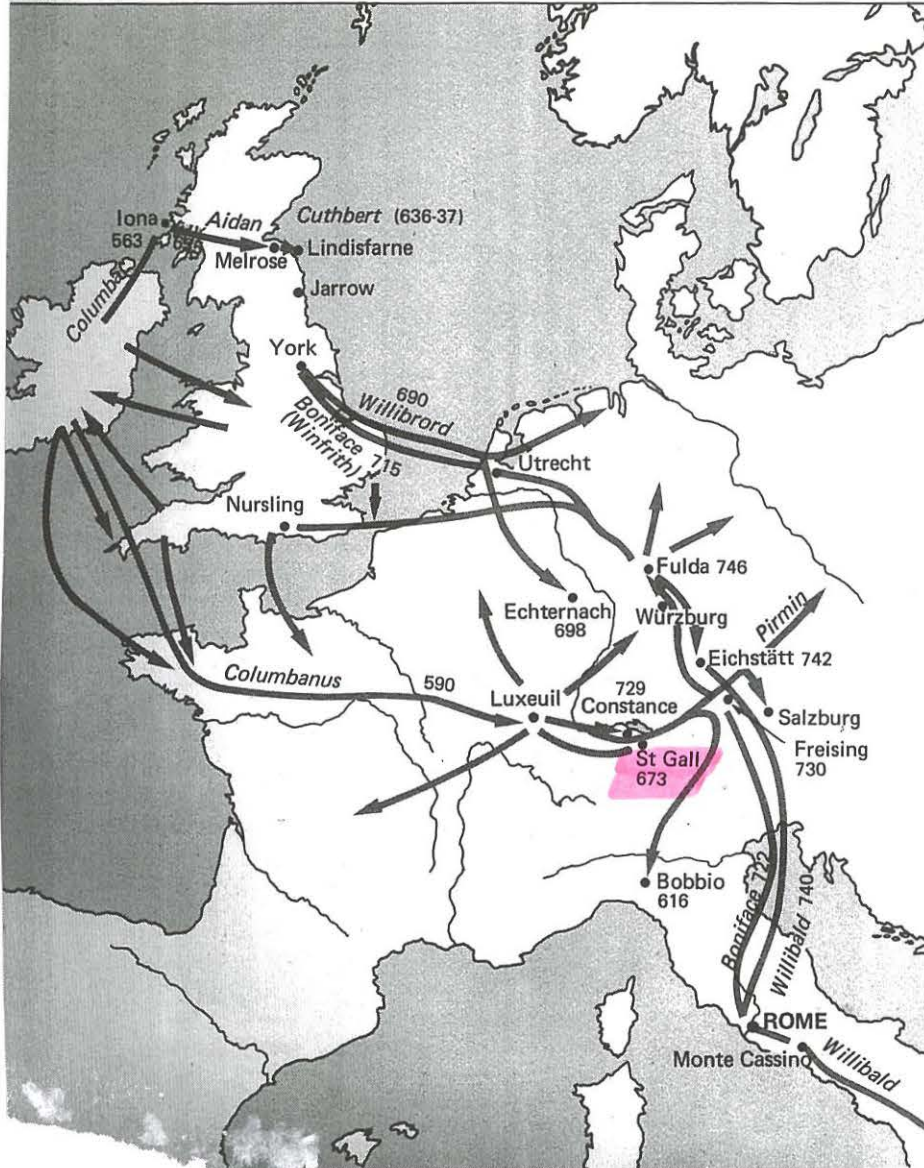 Iona
563
Aidan
Cuthbert (636-37)
Melrose
Lindisfarne
Columba
Jarrow
York
690
Willibrord
Boniface 715
(Winfrith)
Utrecht
Nursling
Fulda 746
Echternach
698
Würzburg
Pirmin
Eichstätt 742
Columbanus
590
Luxeuil
729
Constance
Salzburg
St Gall
673
Freising
730
Bobbio
616
Boniface 722
Willibald 740
ROME
Monte Cassino
Willibald